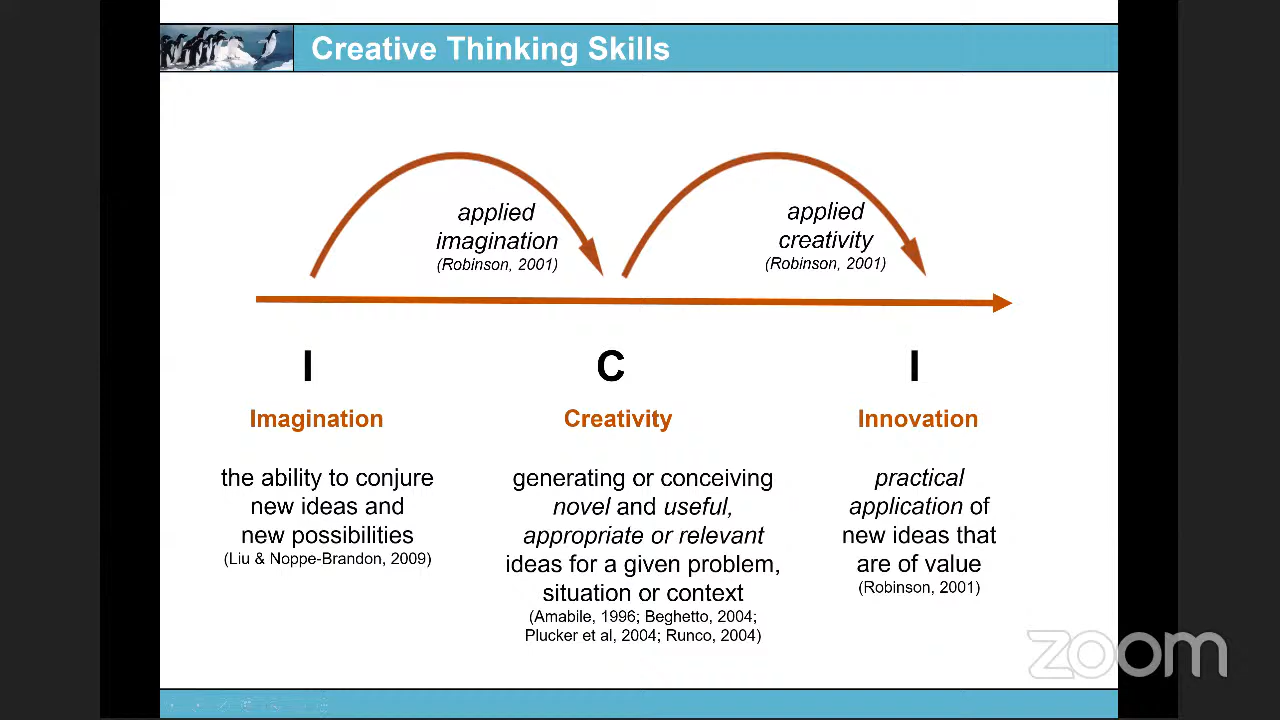 Creative Thinking Skills
applied
imagination
(Robinson, 2001)
applied
creativity
(Robinson, 2001)
I
C
I
Imagination
Creativity
Innovation
the ability to conjure
new ideas and
new possibilities
(Liu & Noppe-Brandon, 2009)
generating or conceiving
novel and useful,
appropriate or relevant
ideas for a given problem,
situation or context
(Amabile, 1996; Beghetto, 2004;
Plucker et al, 2004; Runco, 2004)
practical
application of
new ideas that
are of value
(Robinson, 2001)
zoom